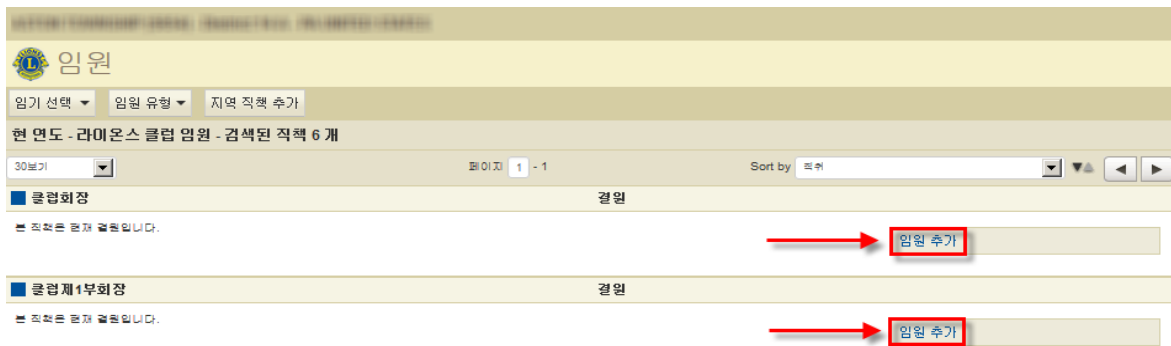 임원
임기 선택 임원 유형 지역 직책 추가
현 연도 - 라이온스 클럽 임원 - 검색된 직책 6 개
30보기 페이지 1 - 1 Sort by 직위
클럽회장 결원
본 직책은 현재 결원입니다.
임원 추가
클럽제1부회장 결원
본 직책은 현재 결원입니다.
임원 추가